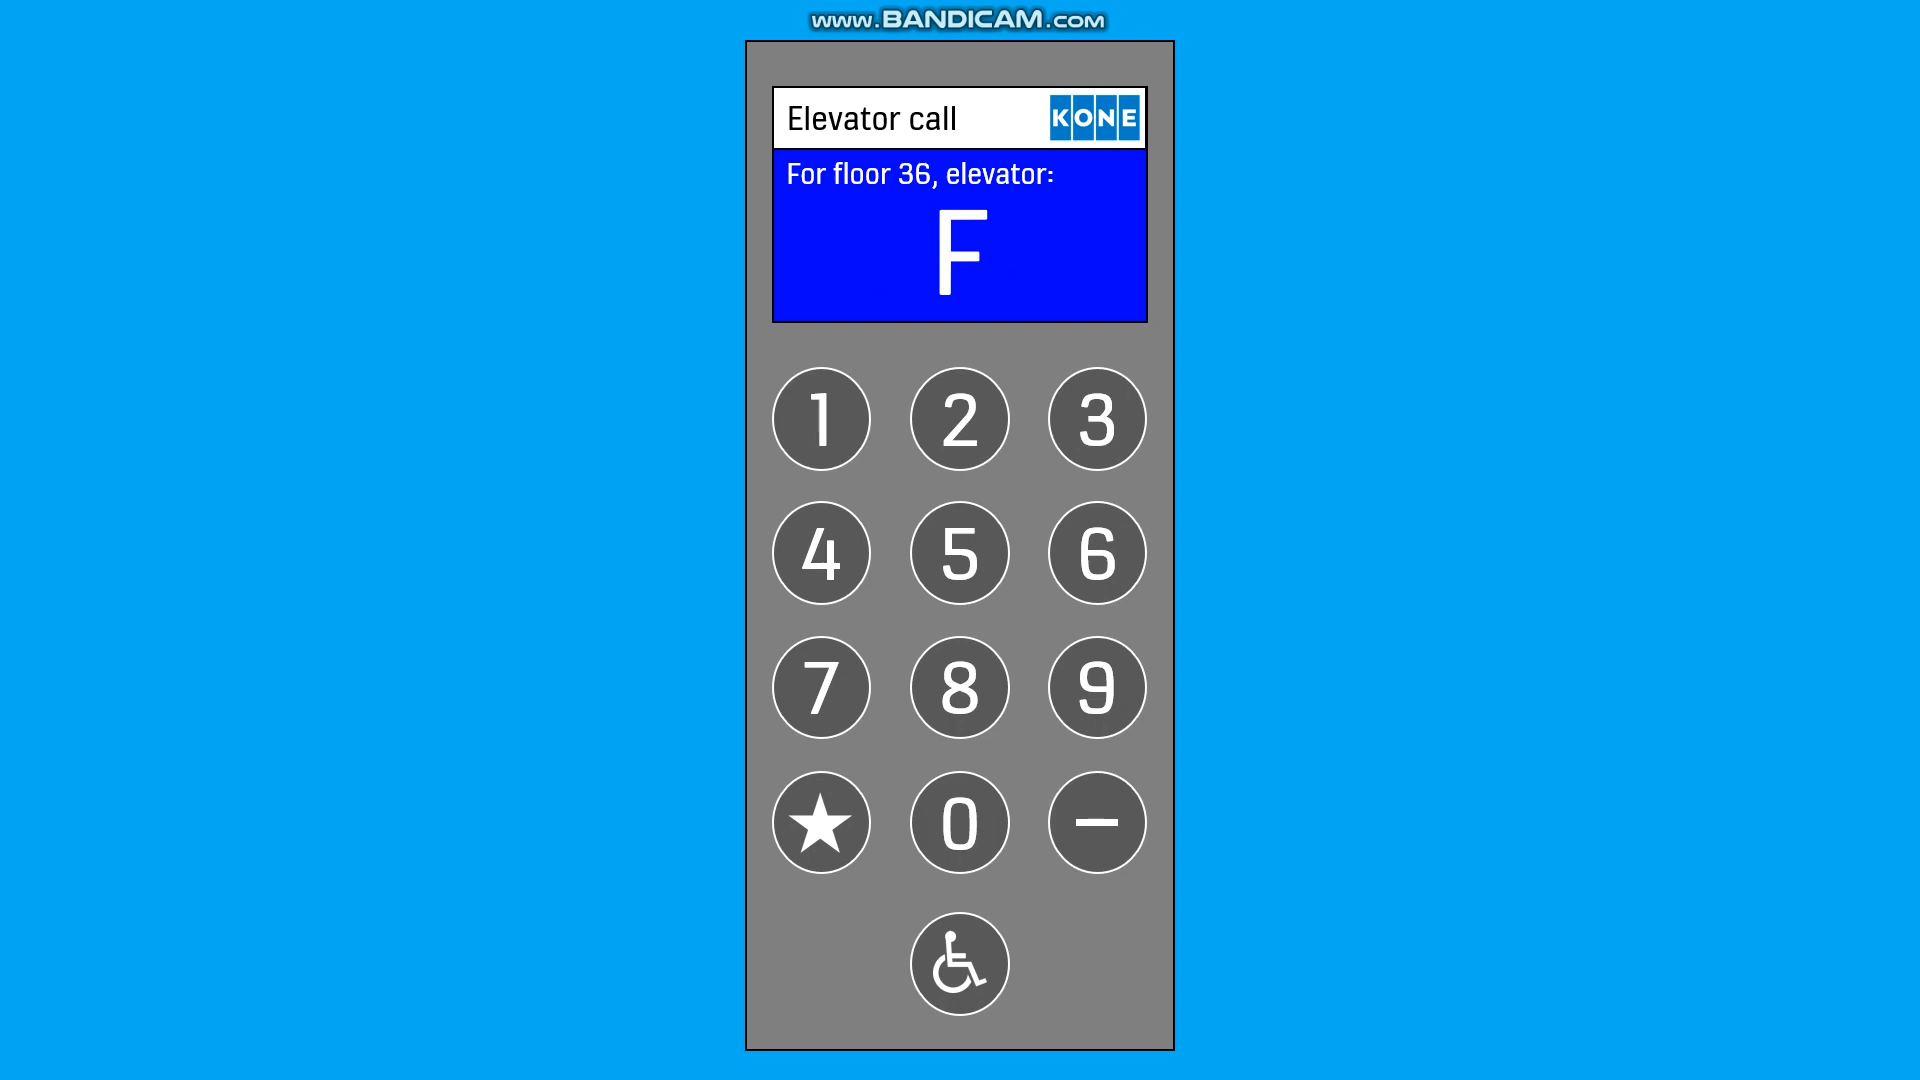 www.BANDICAM.com
Elevator call
KONE
For floor 36, elevator:
F
1 2 3
4 5 6
7 8 9
★ 0 –